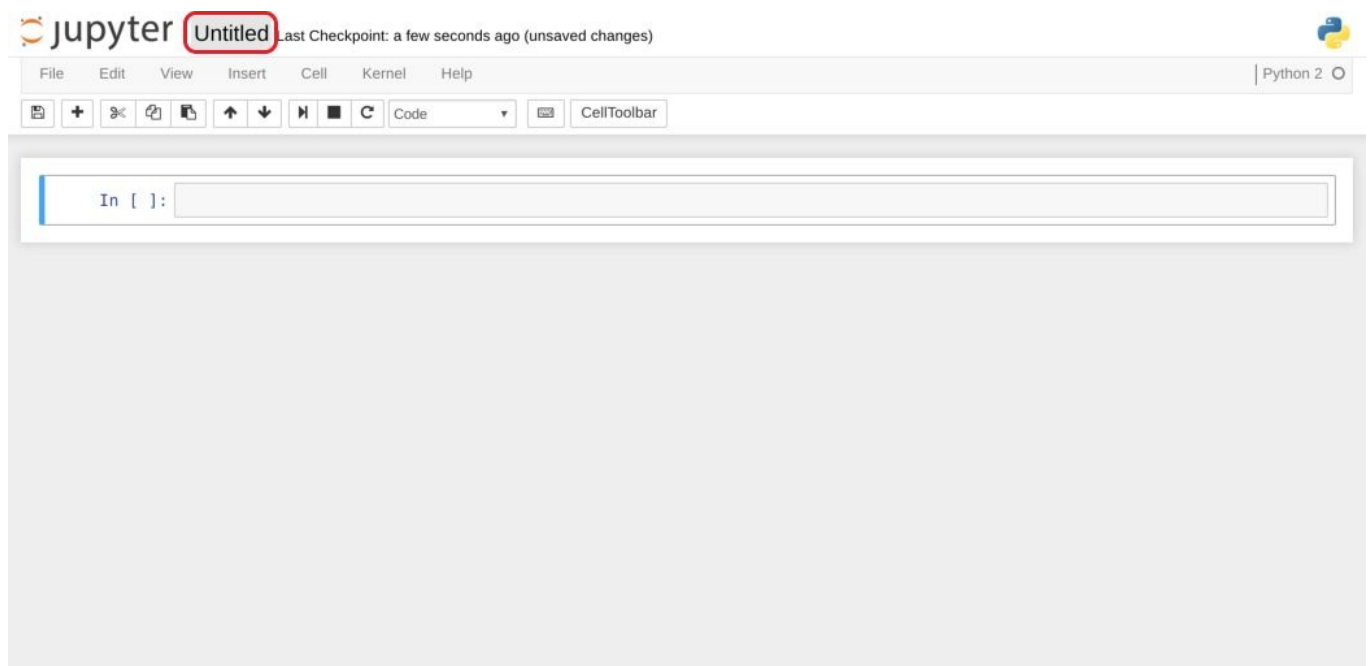 jupyter Untitled Last Checkpoint: a few seconds ago (unsaved changes)
File Edit View Insert Cell Kernel Help Python 2
Code CellToolbar
In [ ]: